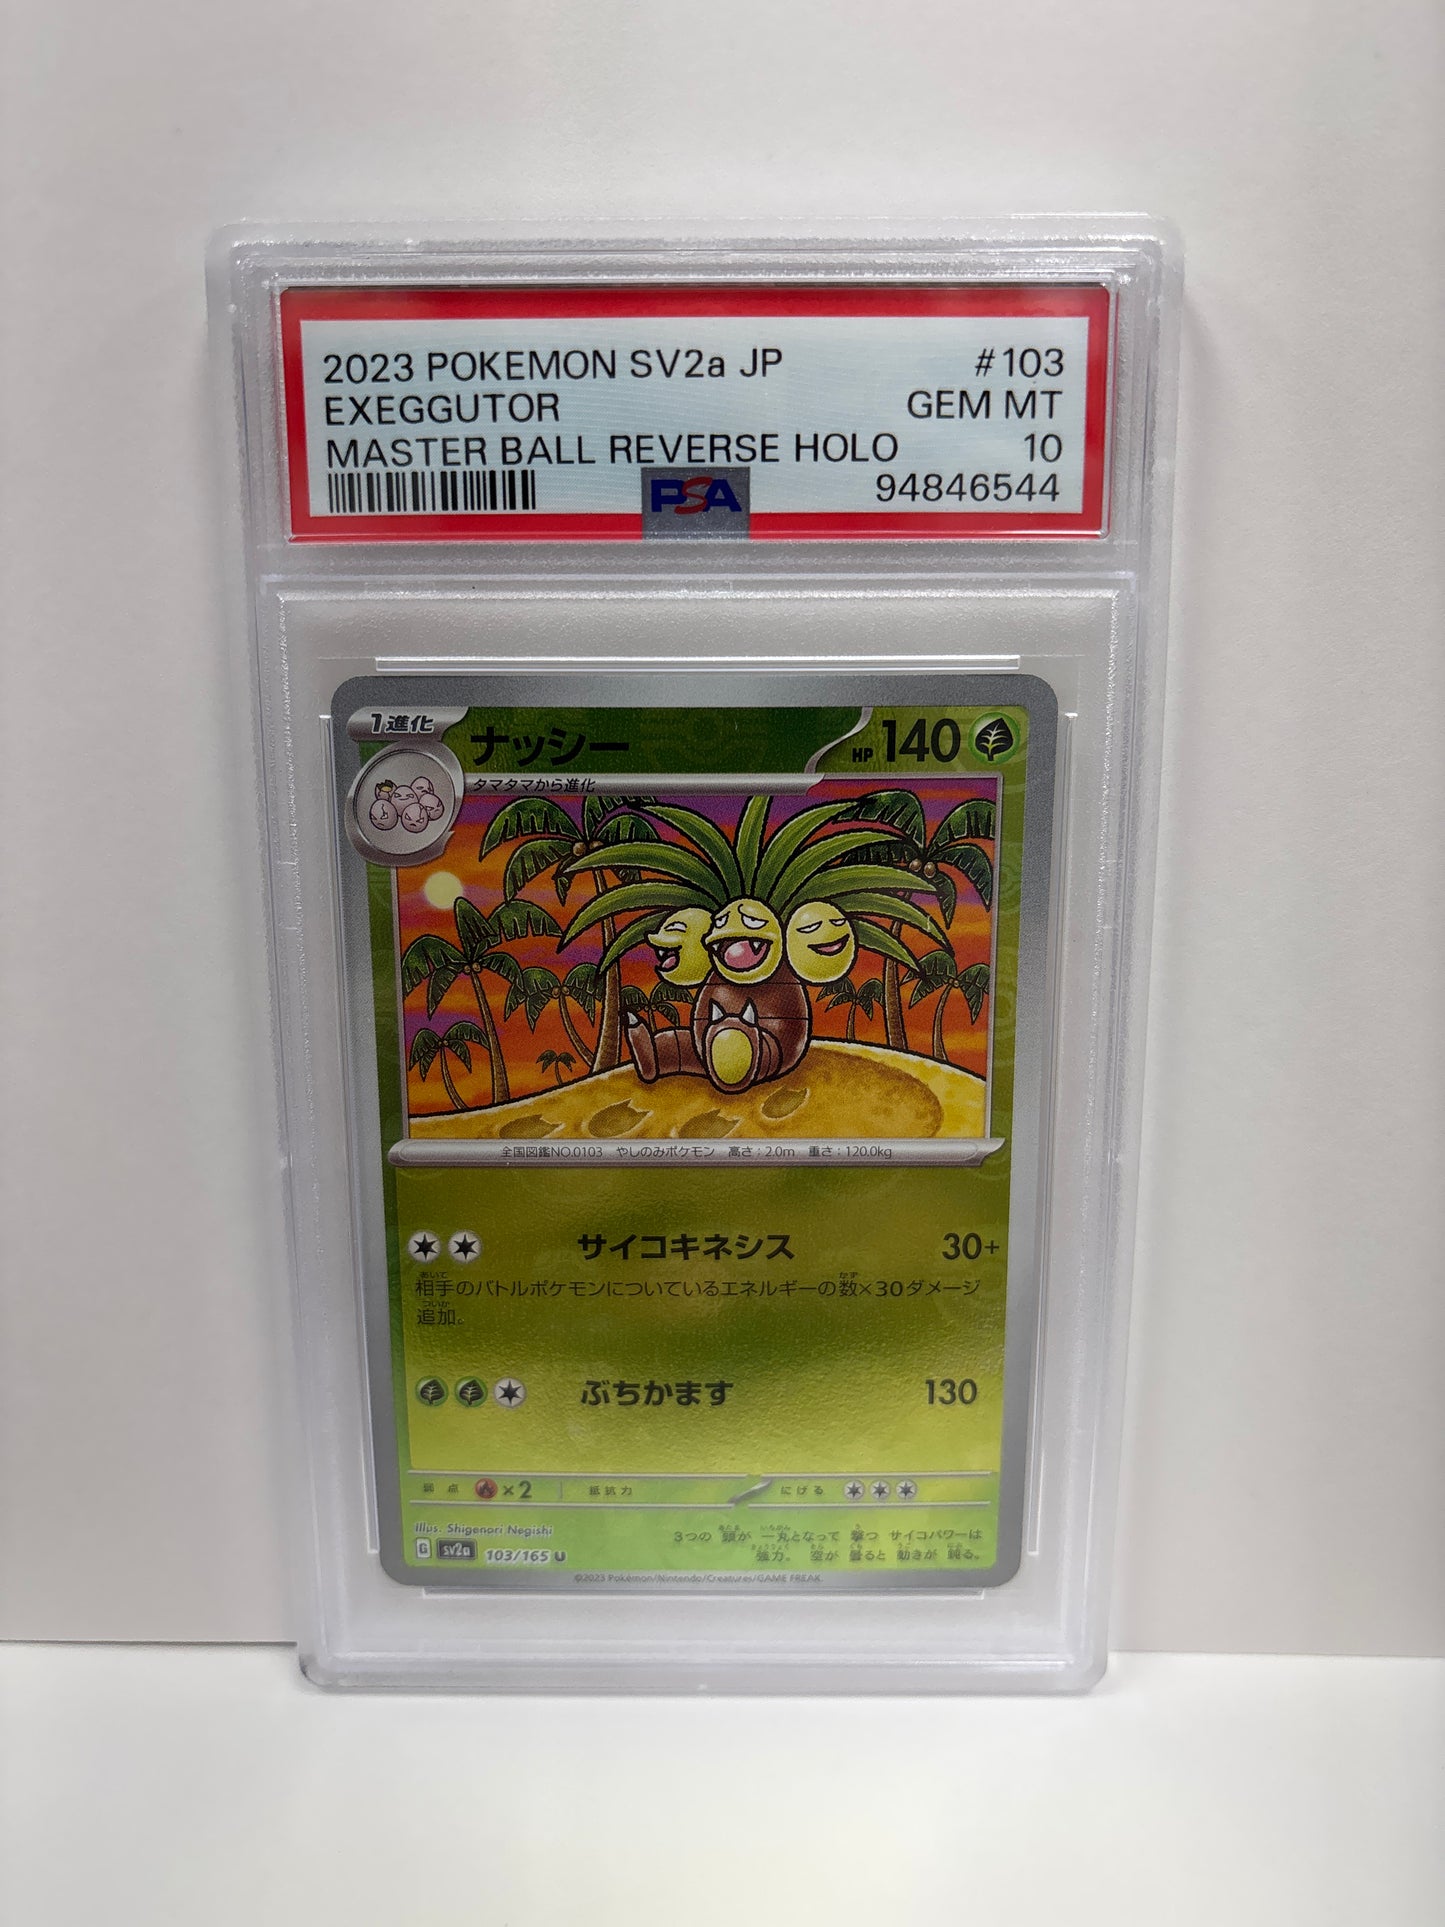 2023 POKEMON SV2a JP #103
EXEGGUTOR GEM MT
MASTER BALL REVERSE HOLO 10
PSA 94846544
1進化 ナッシー HP 140
タマタマから進化
全国図鑑NO.0103 やしのみポケモン 高さ:2.0m 重さ:120.0kg
サイコキネシス 30+
相手のバトルポケモンについているエネルギーの数×30ダメージ
追加。
ぶちかます 130
弱点 ×2 抵抗力 にげる
Illus. Shigenori Negishi
G sv2a 103/165 U
3つの 頭が 一丸となって 撃つ サイコパワーは
強力。 空が 曇ると 動きが 鈍る。
©2023 Pokémon/Nintendo/Creatures/GAME FREAK.